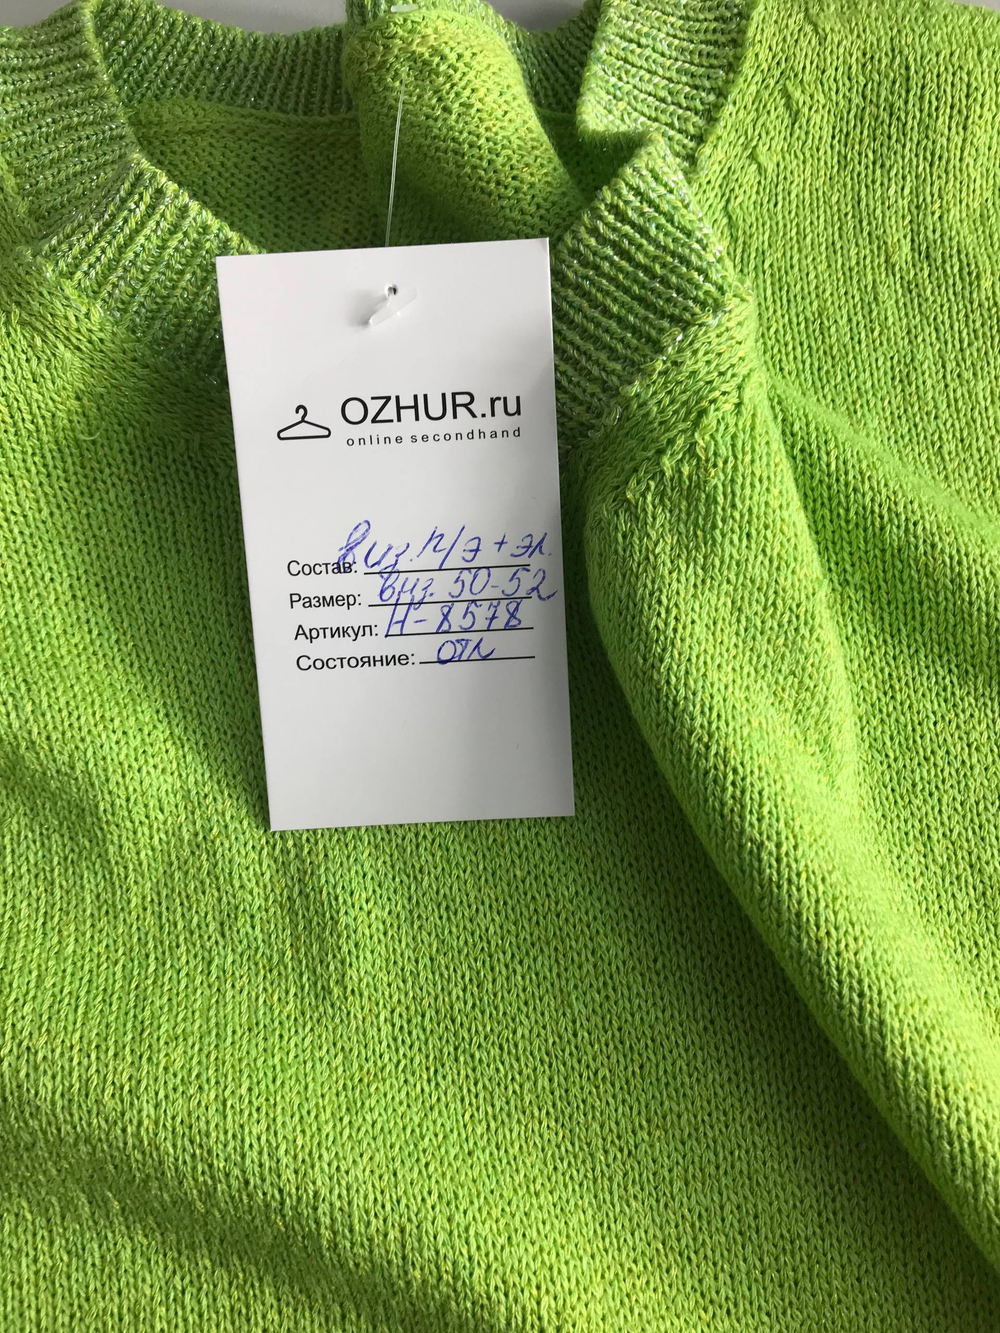 OZHUR.ru
online secondhand
Состав: виз. п/э + эл.
Размер: виз. 50-52
Артикул: Н-8578
Состояние: отл